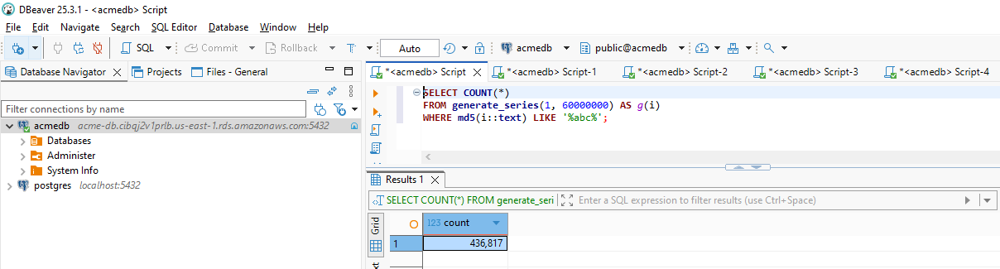 DBeaver 25.3.1 - <acmedb> Script
File Edit Navigate Search SQL Editor Database Window Help
SQL Commit Rollback T Auto acmedb public@acmedb
Database Navigator Projects Files - General
*<acmedb> Script *<acmedb> Script-1 *<acmedb> Script-2 *<acmedb> Script-3 *<acmedb> Script-4
Filter connections by name
acmedb acme-db.cibqj2v1prlb.us-east-1.rds.amazonaws.com:5432
Databases
Administer
System Info
postgres localhost:5432
SELECT COUNT(*)
FROM generate_series(1, 60000000) AS g(i)
WHERE md5(i::text) LIKE '%abc%';
Results 1
SELECT COUNT(*) FROM generate_seri Enter a SQL expression to filter results (use Ctrl+Space)
Grid
123 count
1 436,817